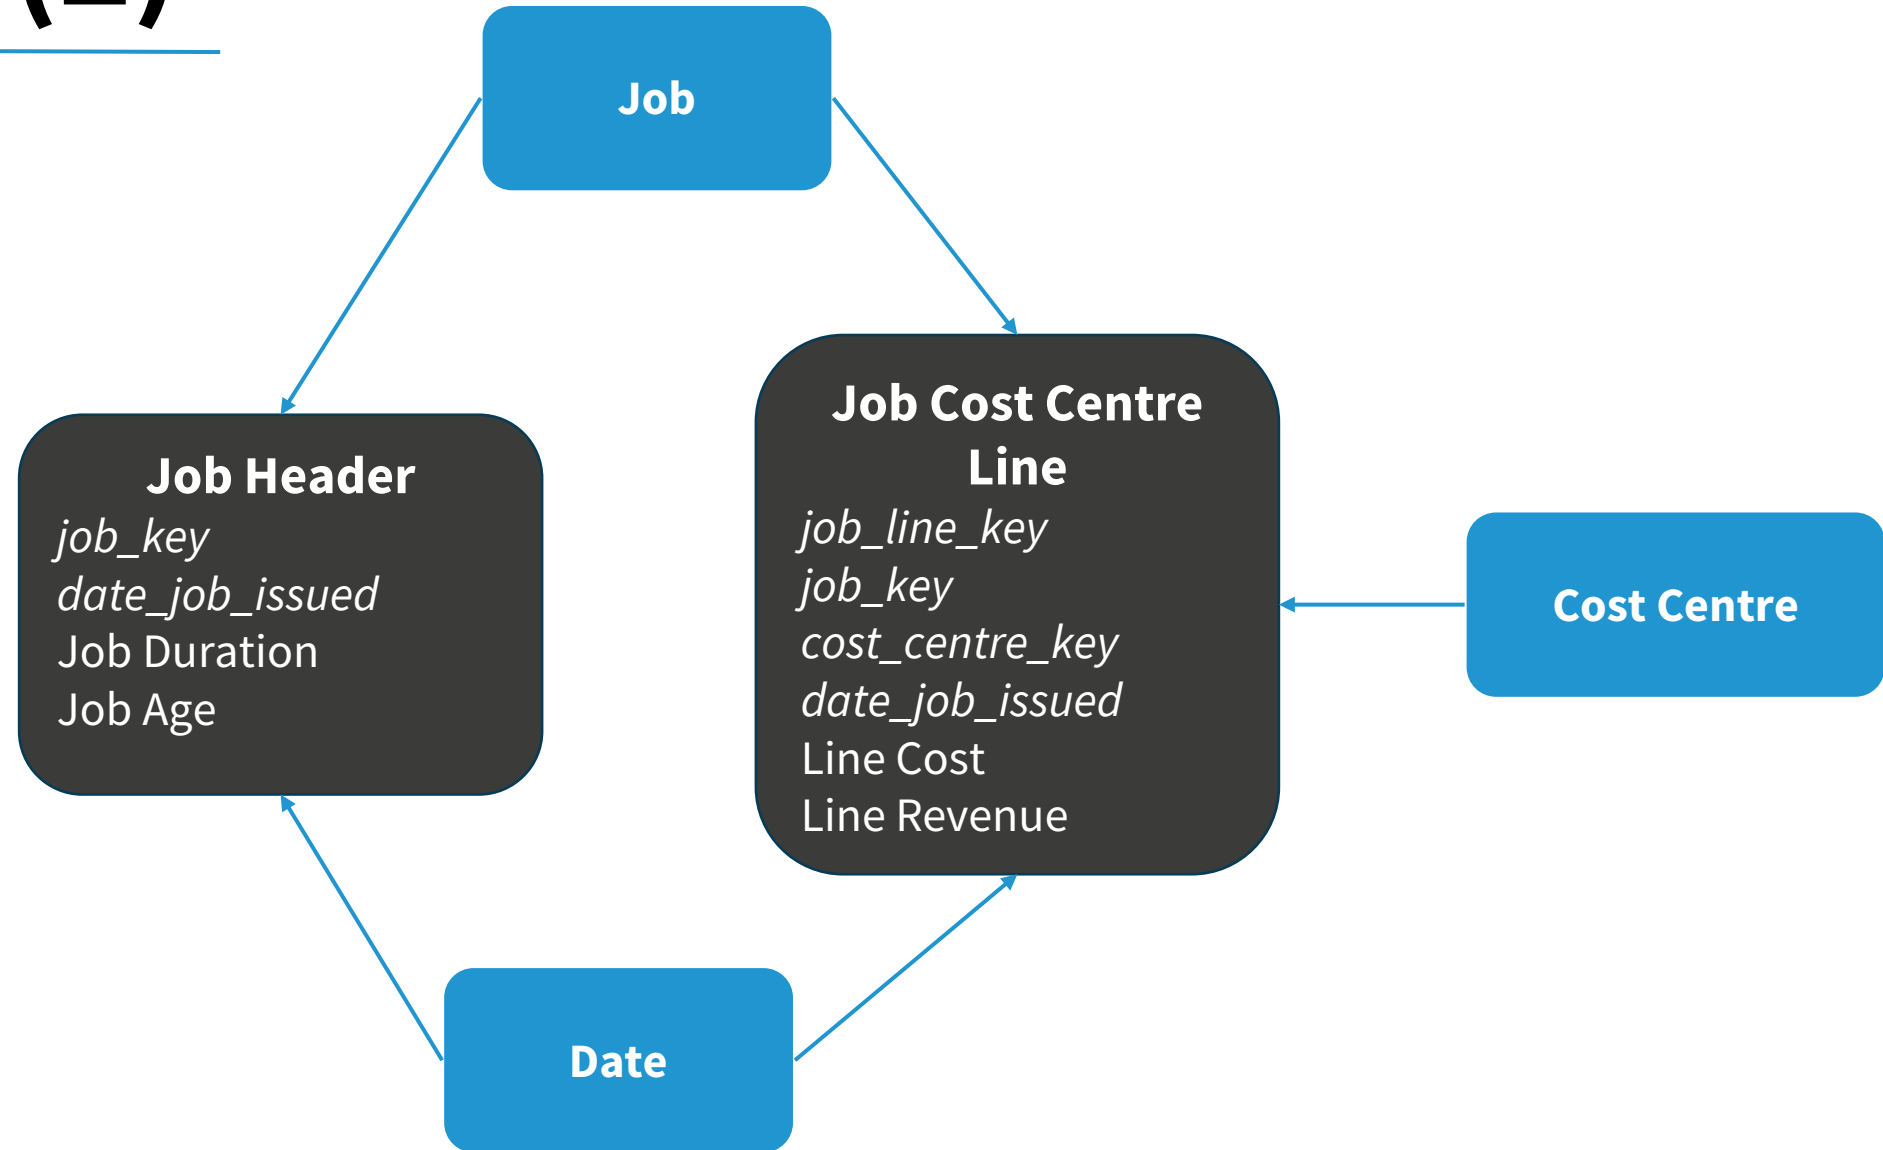 Job
Job Header
job_key
date_job_issued
Job Duration
Job Age
Job Cost Centre
Line
job_line_key
job_key
cost_centre_key
date_job_issued
Line Cost
Line Revenue
Cost Centre
Date